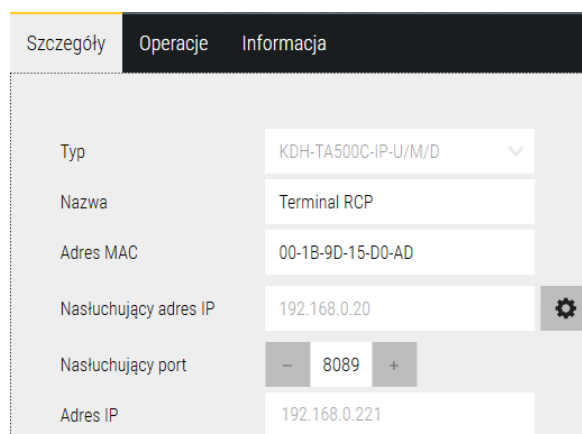 Szczegóły Operacje Informacja
Typ KDH-TA500C-IP-U/M/D
Nazwa Terminal RCP
Adres MAC 00-1B-9D-15-D0-AD
Nasłuchujący adres IP 192.168.0.20
Nasłuchujący port − 8089 +
Adres IP 192.168.0.221